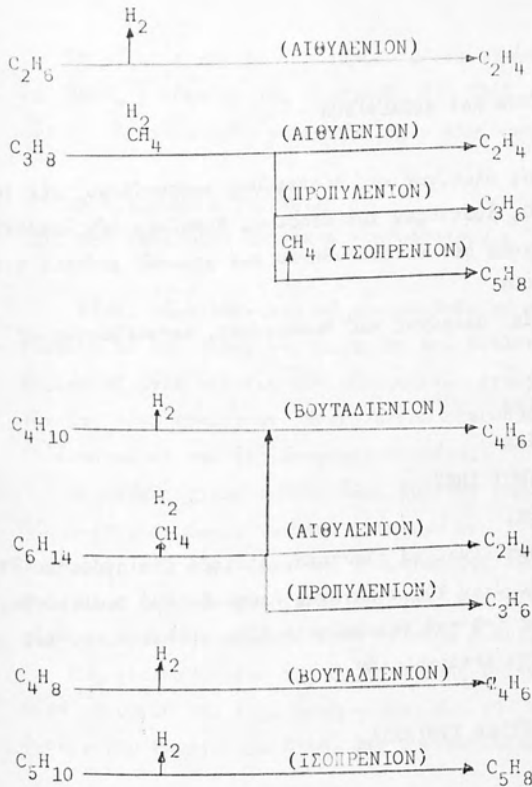 H2
C2H6 (ΑΙΘΥΛΕΝΙΟΝ) C2H4
H2
CH4
C3H8 (ΑΙΘΥΛΕΝΙΟΝ) C2H4
(ΠΡΟΠΥΛΕΝΙΟΝ) C3H6
CH4 (ΙΣΟΠΡΕΝΙΟΝ) C5H8
H2
C4H10 (ΒΟΥΤΑΔΙΕΝΙΟΝ) C4H6
H2
CH4
C6H14 (ΑΙΘΥΛΕΝΙΟΝ) C2H4
(ΠΡΟΠΥΛΕΝΙΟΝ) C3H6
H2
C4H8 (ΒΟΥΤΑΔΙΕΝΙΟΝ) C4H6
H2
C5H10 (ΙΣΟΠΡΕΝΙΟΝ) C5H8